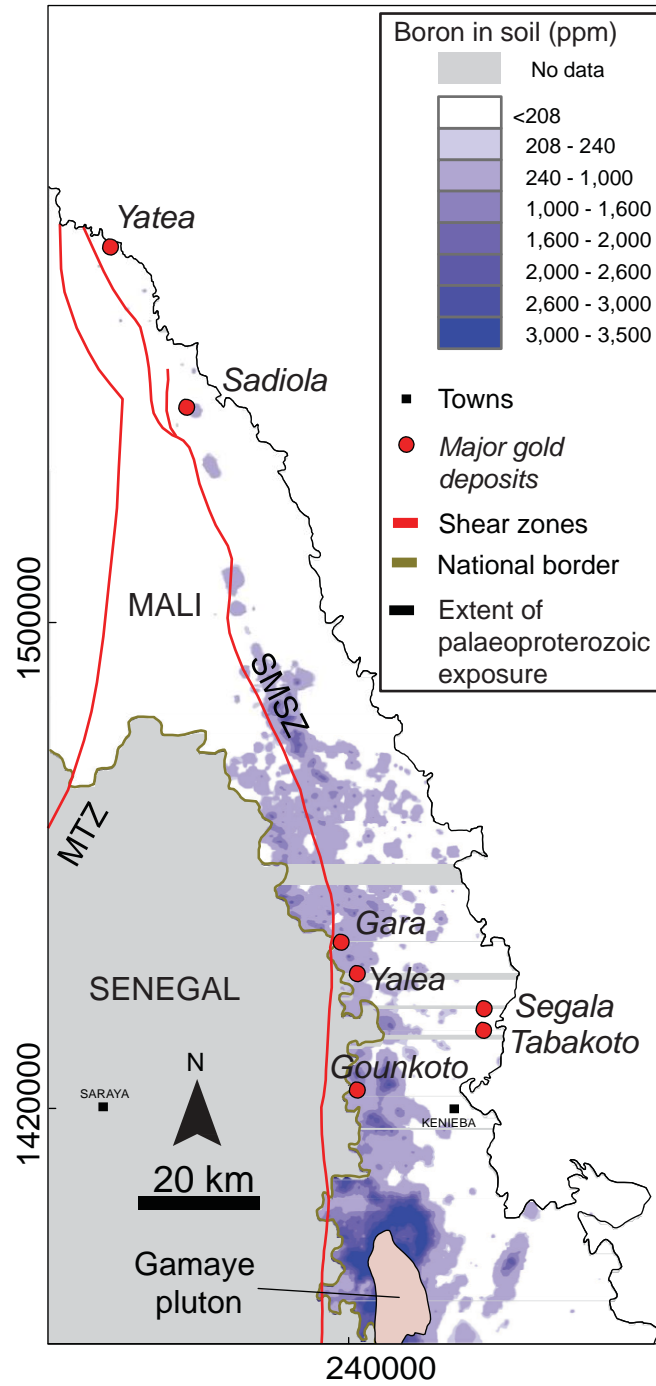 Boron in soil (ppm)
No data
<208
208 - 240
240 - 1,000
1,000 - 1,600
1,600 - 2,000
2,000 - 2,600
2,600 - 3,000
3,000 - 3,500
Towns
Major gold
deposits
Shear zones
National border
Extent of
palaeoproterozoic
exposure
Yatea
Sadiola
1500000
MALI
SMSZ
MTZ
Gara
Yalea
SENEGAL
Segala
Tabakoto
Gounkoto
N
SARAYA
KENIEBA
1420000
20 km
Gamaye
pluton
240000